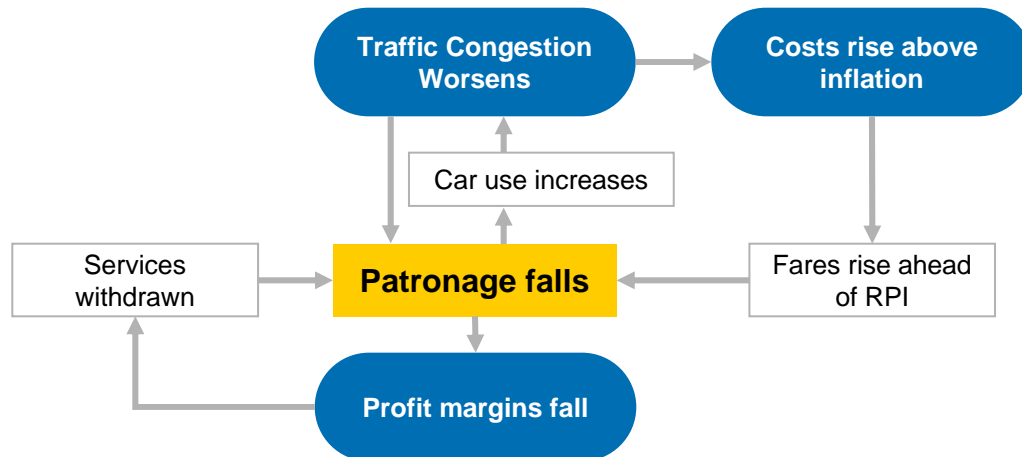 Traffic Congestion
Worsens
Costs rise above
inflation
Car use increases
Services
withdrawn
Patronage falls
Fares rise ahead
of RPI
Profit margins fall